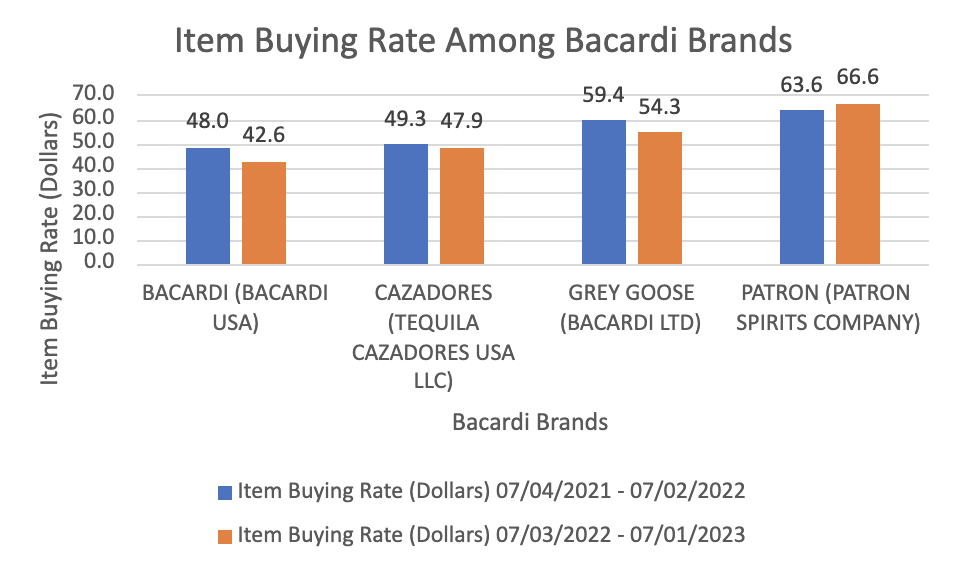 Item Buying Rate Among Bacardi Brands
Item Buying Rate (Dollars)
70.0
60.0
50.0
40.0
30.0
20.0
10.0
0.0
48.0
42.6
49.3
47.9
59.4
54.3
63.6
66.6
BACARDI (BACARDI
USA)
CAZADORES
(TEQUILA
CAZADORES USA
LLC)
GREY GOOSE
(BACARDI LTD)
PATRON (PATRON
SPIRITS COMPANY)
Bacardi Brands
Item Buying Rate (Dollars) 07/04/2021 - 07/02/2022
Item Buying Rate (Dollars) 07/03/2022 - 07/01/2023